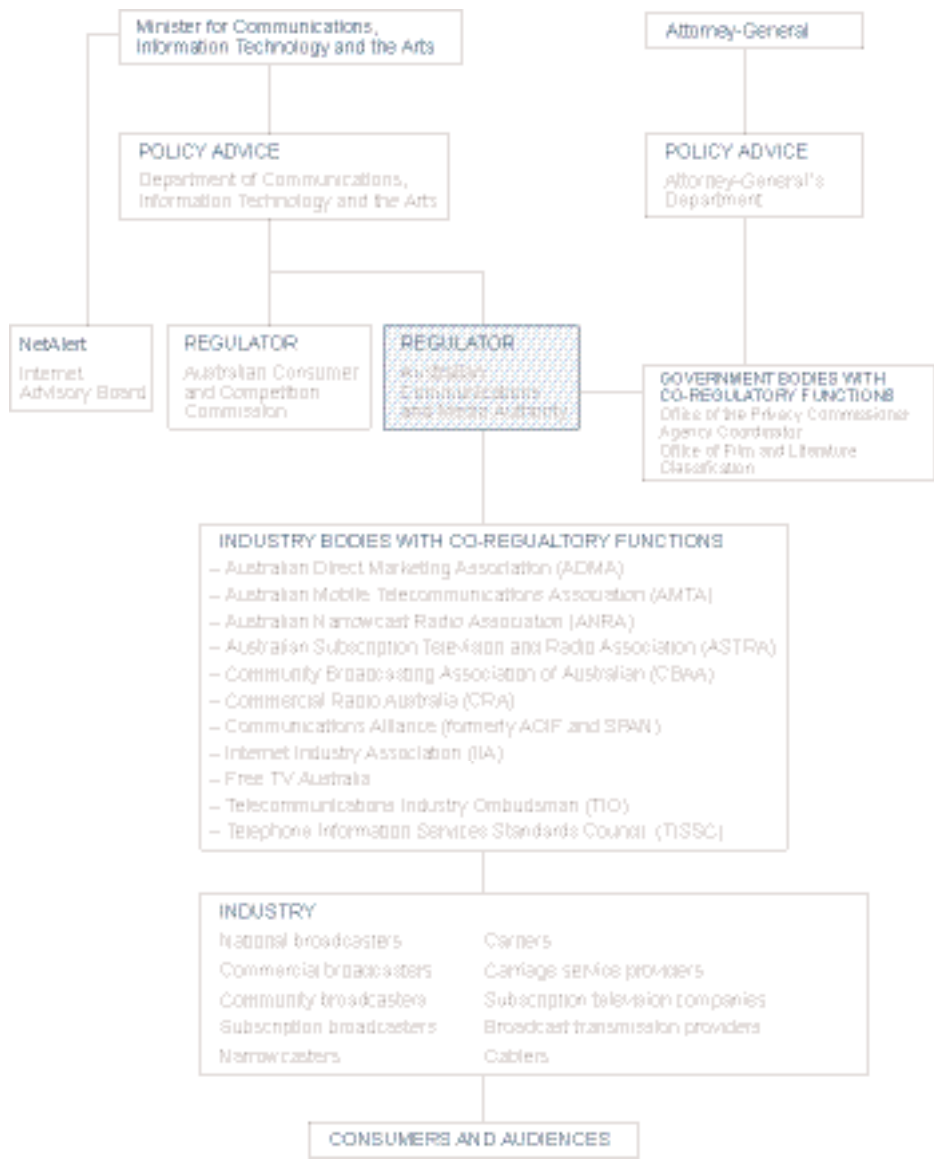 Minister for Communications,
Information Technology and the Arts
Attorney-General
POLICY ADVICE
Department of Communications,
Information Technology and the Arts
POLICY ADVICE
Attorney-General's
Department
NetAlert
Internet
Advisory Board
REGULATOR
Australian Consumer
and Competition
Commission
REGULATOR
Australian
Communications
and Media Authority
GOVERNMENT BODIES WITH
CO-REGULATORY FUNCTIONS
Office of the Privacy Commissioner
Agency Coordinator
Office of Film and Literature
Classification
INDUSTRY BODIES WITH CO-REGUALTORY FUNCTIONS
– Australian Direct Marketing Association (ADMA)
– Australian Mobile Telecommunications Association (AMTA)
– Australian Narrowcast Radio Association (ANRA)
– Australian Subscription Television and Radio Association (ASTRA)
– Community Broadcasting Association of Australian (CBAA)
– Commercial Radio Australia (CRA)
– Communications Alliance (formerly ACIF and SPAN)
– Internet Industry Association (IIA)
– Free TV Australia
– Telecommunications Industry Ombudsman (TIO)
– Telephone Information Services Standards Council (TISSC)
INDUSTRY
National broadcasters
Commercial broadcasters
Community broadcasters
Subscription broadcasters
Narrowcasters
Carriers
Carriage service providers
Subscription television companies
Broadcast transmission providers
Cablers
CONSUMERS AND AUDIENCES